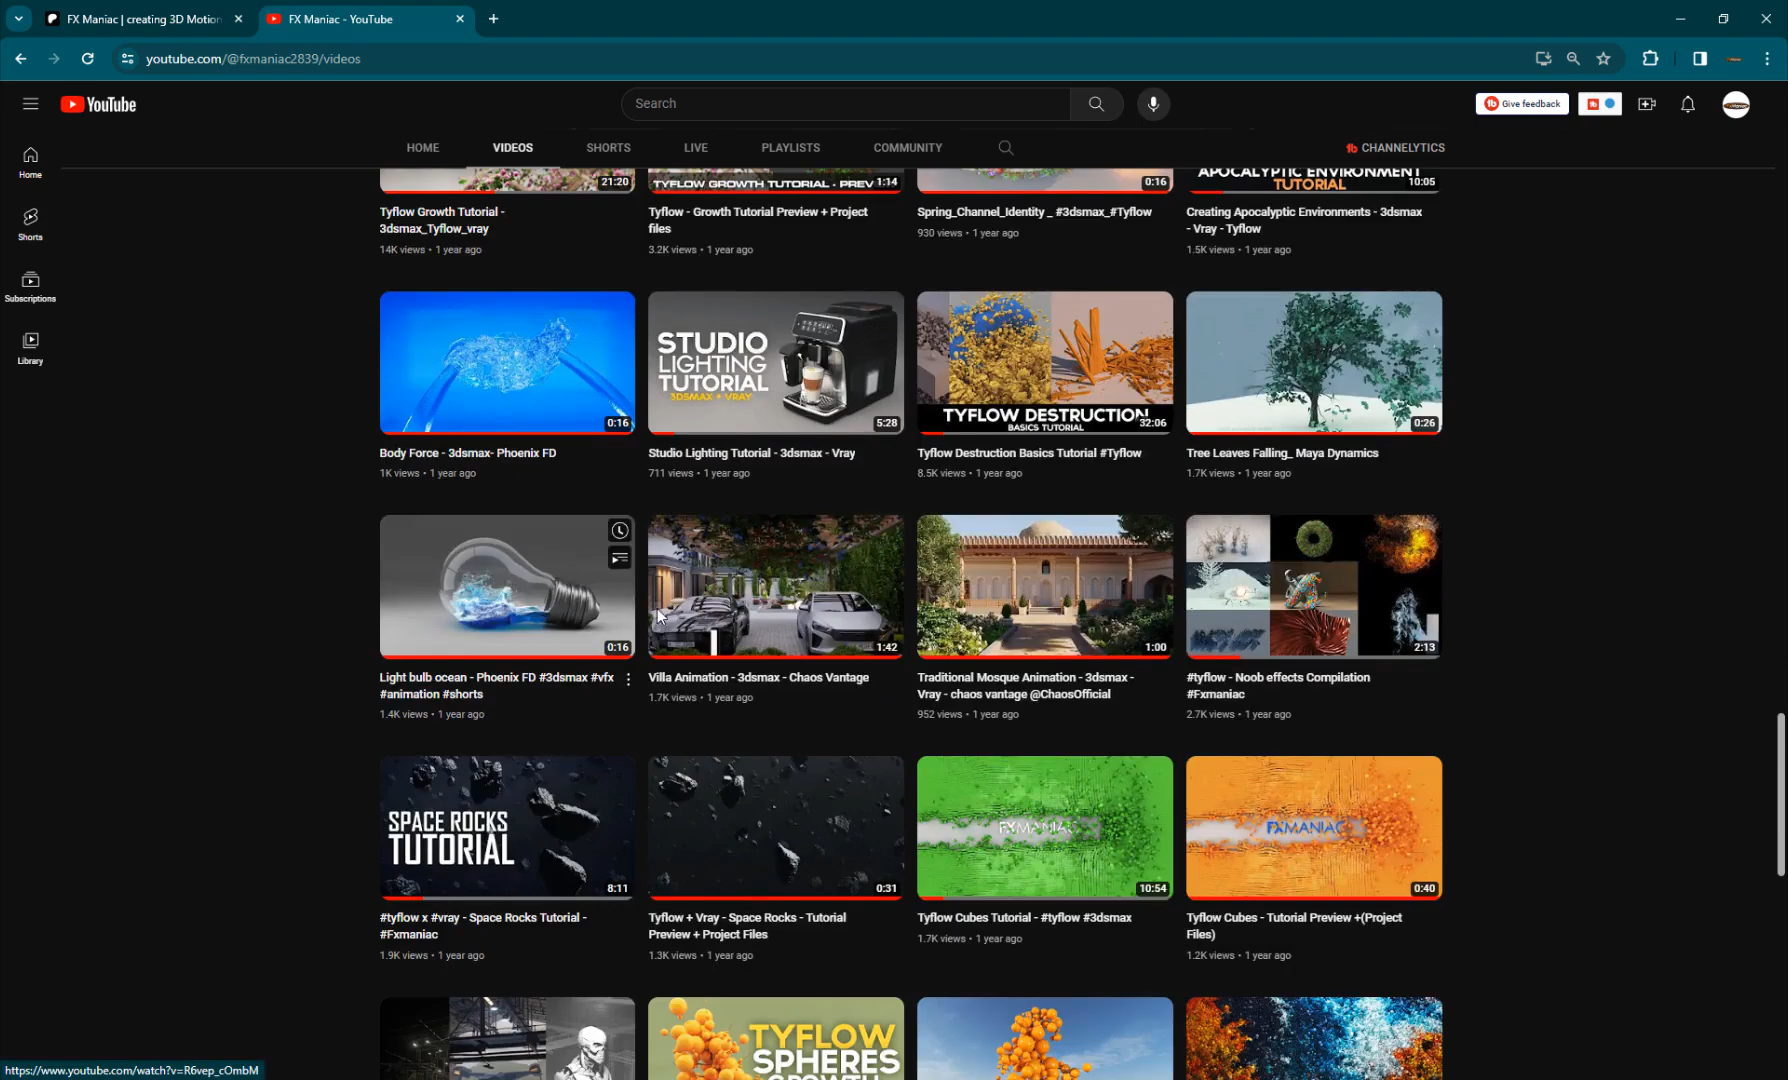 FX Maniac | creating 3D Motion
FX Maniac - YouTube
youtube.com/@fxmaniac2839/videos
YouTube
Search
Give feedback
HOME
VIDEOS
SHORTS
LIVE
PLAYLISTS
COMMUNITY
CHANNELYTICS
Home
Shorts
Subscriptions
Library
21:20
TYFLOW GROWTH TUTORIAL - PREV
1:14
0:16
APOCALYPTIC ENVIRONMENT
TUTORIAL
10:05
Tyflow Growth Tutorial -
3dsmax_Tyflow_vray
14K views • 1 year ago
Tyflow - Growth Tutorial Preview + Project
files
3.2K views • 1 year ago
Spring_Channel_Identity _ #3dsmax_#Tyflow
930 views • 1 year ago
Creating Apocalyptic Environments - 3dsmax
- Vray - Tyflow
1.5K views • 1 year ago
0:16
STUDIO
LIGHTING
TUTORIAL
3DSMAX + VRAY
5:28
TYFLOW DESTRUCTION
BASICS TUTORIAL
32:06
0:26
Body Force - 3dsmax- Phoenix FD
1K views • 1 year ago
Studio Lighting Tutorial - 3dsmax - Vray
711 views • 1 year ago
Tyflow Destruction Basics Tutorial #Tyflow
8.5K views • 1 year ago
Tree Leaves Falling_ Maya Dynamics
1.7K views • 1 year ago
0:16
1:42
1:00
2:13
Light bulb ocean - Phoenix FD #3dsmax #vfx
#animation #shorts
1.4K views • 1 year ago
Villa Animation - 3dsmax - Chaos Vantage
1.7K views • 1 year ago
Traditional Mosque Animation - 3dsmax -
Vray - chaos vantage @ChaosOfficial
952 views • 1 year ago
#tyflow - Noob effects Compilation
#Fxmaniac
2.7K views • 1 year ago
SPACE ROCKS
TUTORIAL
8:11
0:31
FXMANIAC
10:54
FXMANIAC
0:40
#tyflow x #vray - Space Rocks Tutorial -
#Fxmaniac
1.9K views • 1 year ago
Tyflow + Vray - Space Rocks - Tutorial
Preview + Project Files
1.3K views • 1 year ago
Tyflow Cubes Tutorial - #tyflow #3dsmax
1.7K views • 1 year ago
Tyflow Cubes - Tutorial Preview +(Project
Files)
1.2K views • 1 year ago
TYFLOW
SPHERES
GROWTH
https://www.youtube.com/watch?v=R6vep_cOmbM